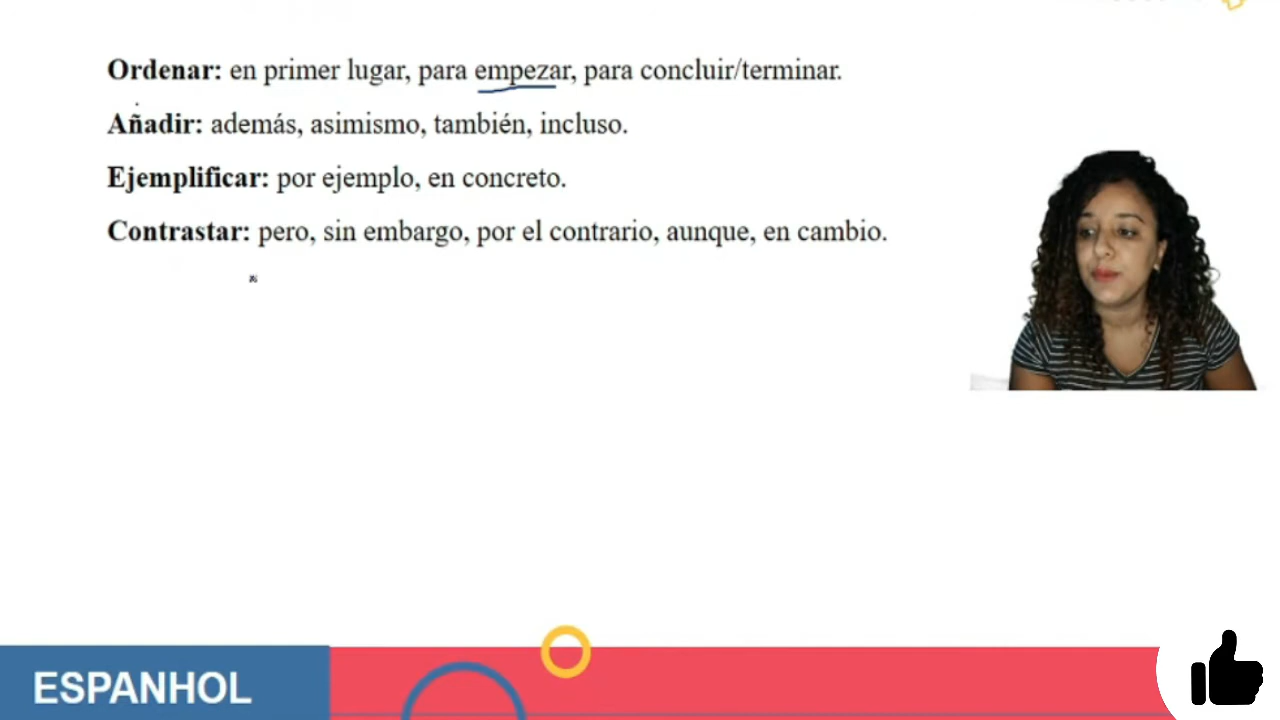 Ordenar: en primer lugar, para empezar, para concluir/terminar.
Añadir: además, asimismo, también, incluso.
Ejemplificar: por ejemplo, en concreto.
Contrastar: pero, sin embargo, por el contrario, aunque, en cambio.
ESPANHOL